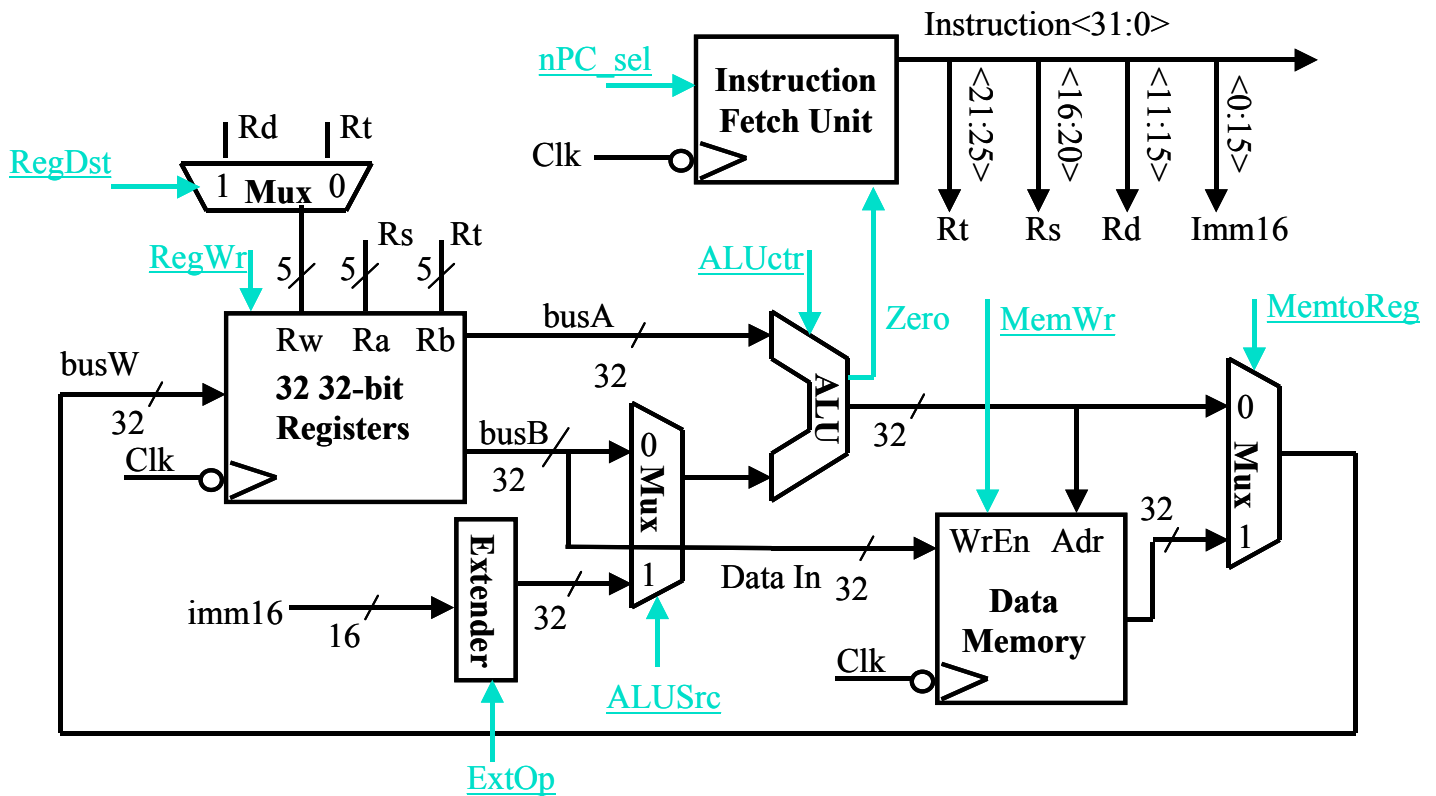 Instruction<31:0>
nPC_sel
Instruction
Fetch Unit
Clk
<21:25>
<16:20>
<11:15>
<0:15>
Rt
Rs
Rd
Imm16
Rd
Rt
RegDst
1 Mux 0
RegWr
5
5
5
Rs
Rt
ALUctr
Zero
MemWr
MemtoReg
busW
32
Rw Ra Rb
32 32-bit
Registers
Clk
busA
32
busB
32
0
Mux
1
ALU
32
0
Mux
1
imm16
16
Extender
32
ExtOp
ALUSrc
Data In
32
WrEn Adr
Data
Memory
Clk
32